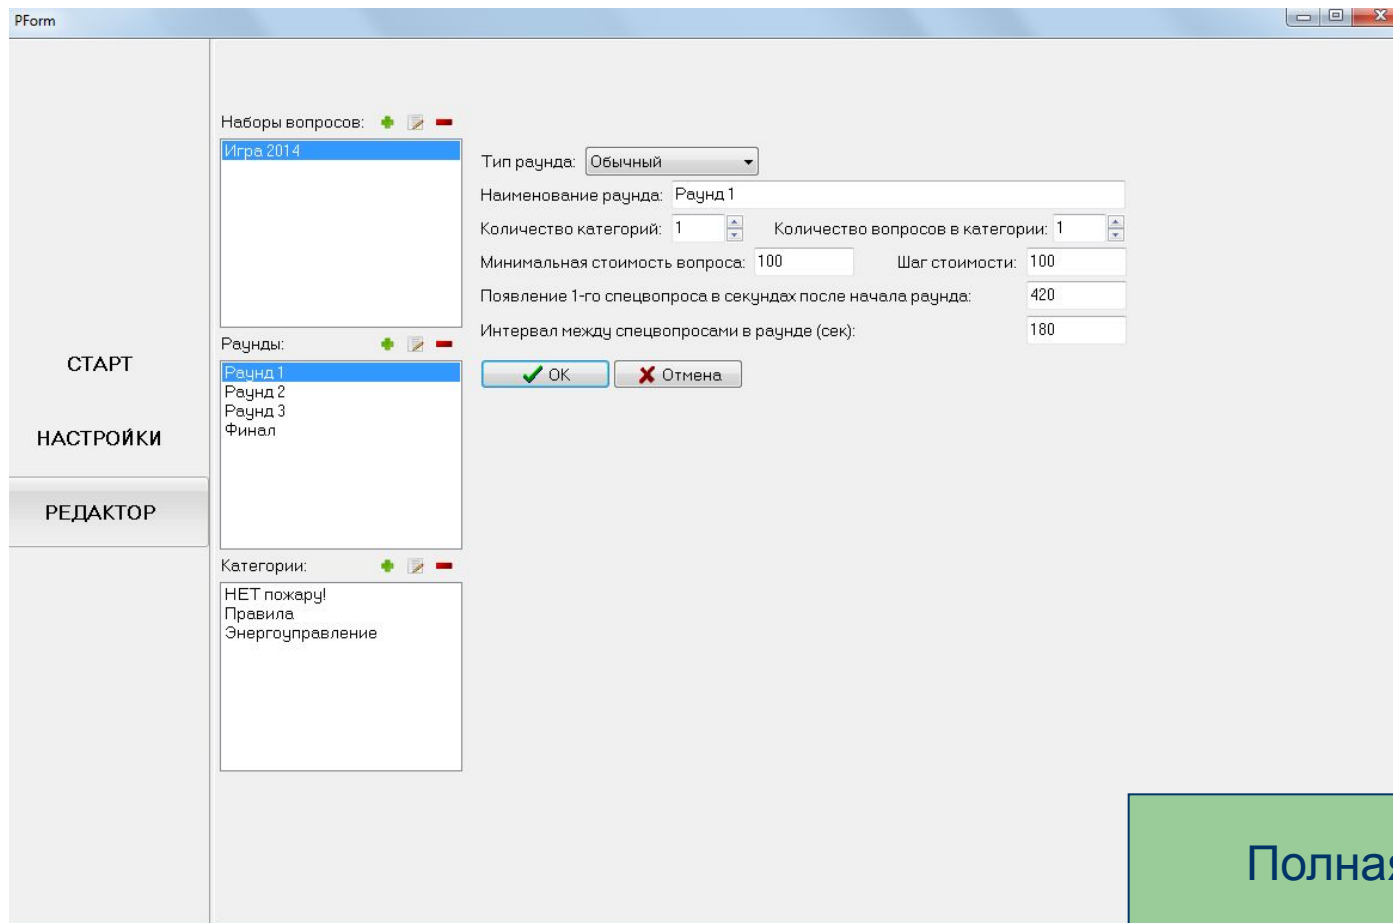 PForm
СТАРТ
НАСТРОЙКИ
РЕДАКТОР
Наборы вопросов:
Игра 2014
Раунды:
Раунд 1
Раунд 2
Раунд 3
Финал
Категории:
НЕТ пожару!
Правила
Энергоуправление
Тип раунда: Обычный
Наименование раунда: Раунд 1
Количество категорий: 1 Количество вопросов в категории: 1
Минимальная стоимость вопроса: 100 Шаг стоимости: 100
Появление 1-го спецвопроса в секундах после начала раунда: 420
Интервал между спецвопросами в раунде (сек): 180
OK Отмена
Полная